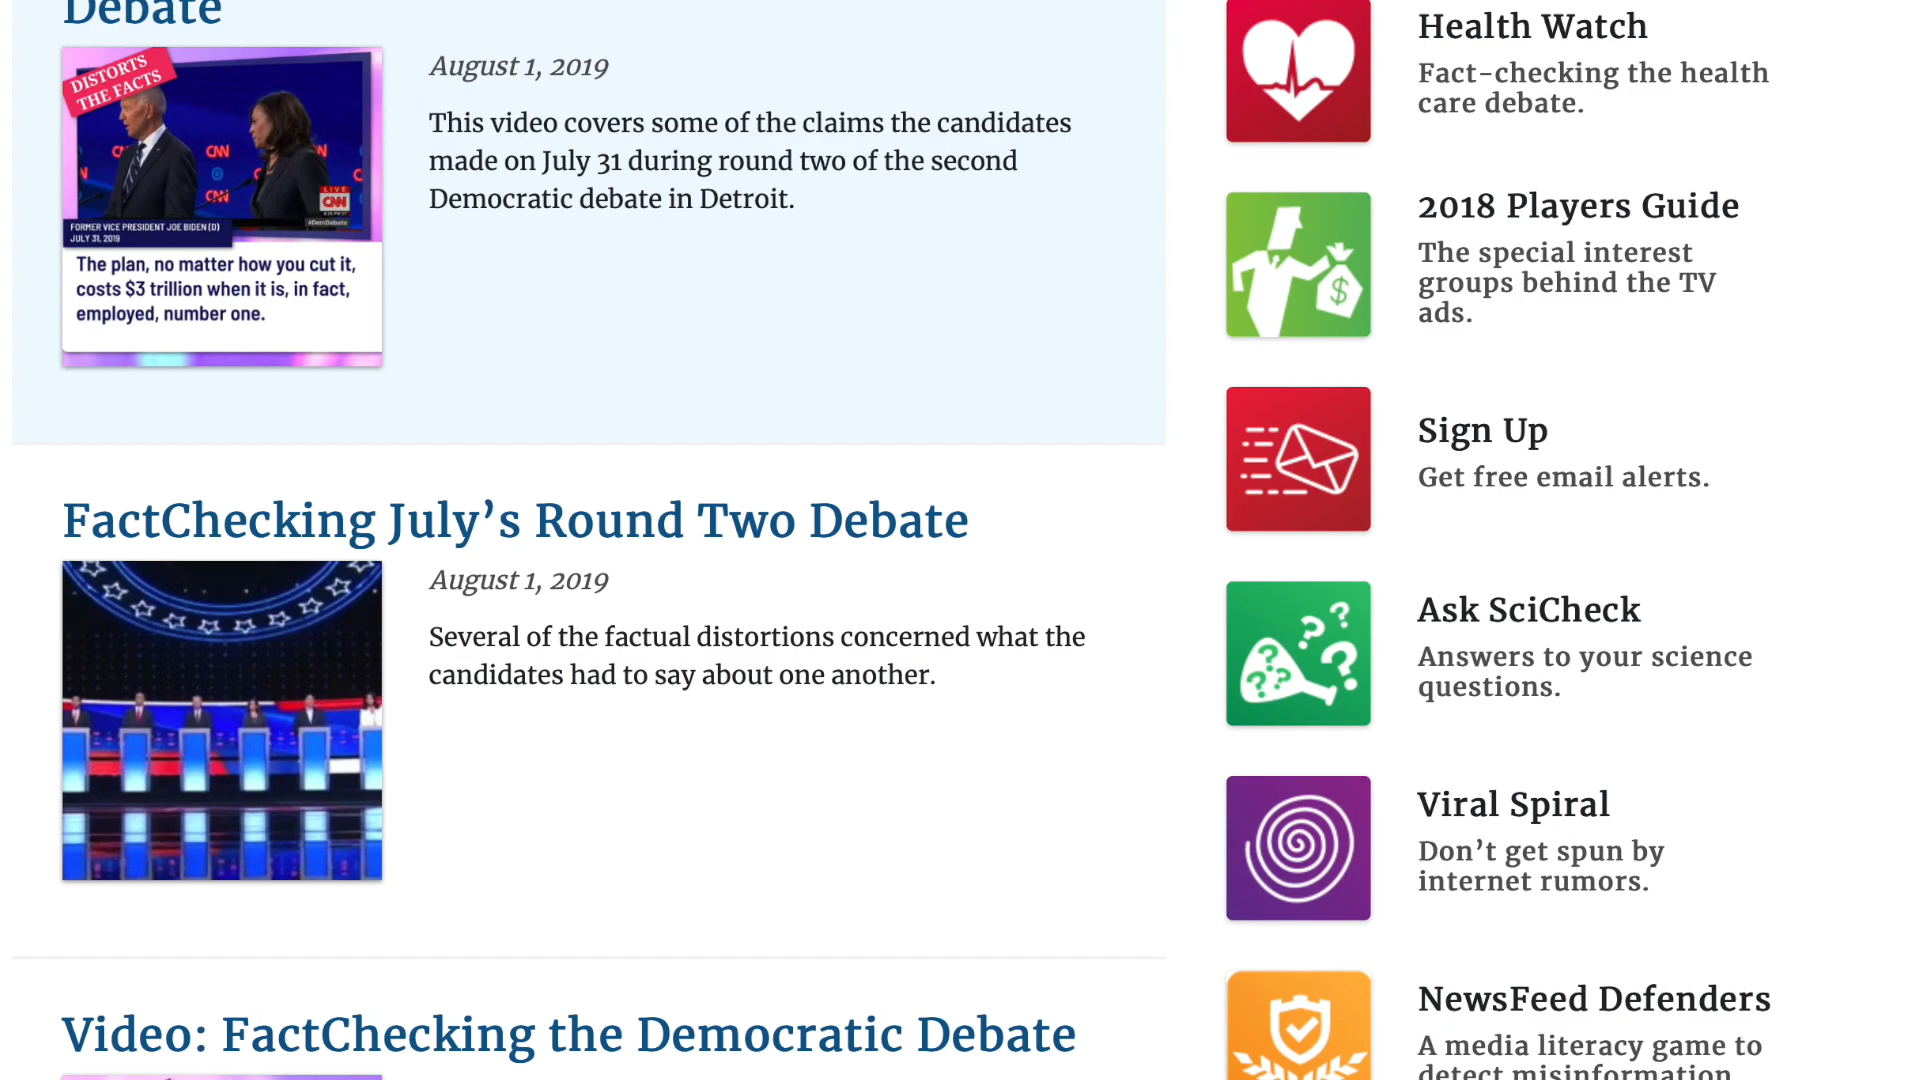 Debate
DISTORTS
THE FACTS
CNN
LIVE
CNN
#DemDebate
FORMER VICE PRESIDENT JOE BIDEN (D)
JULY 31, 2019
The plan, no matter how you cut it,
costs $3 trillion when it is, in fact,
employed, number one.
August 1, 2019
This video covers some of the claims the candidates
made on July 31 during round two of the second
Democratic debate in Detroit.
FactChecking July’s Round Two Debate
August 1, 2019
Several of the factual distortions concerned what the
candidates had to say about one another.
Video: FactChecking the Democratic Debate
Health Watch
Fact-checking the health
care debate.
2018 Players Guide
The special interest
groups behind the TV
ads.
Sign Up
Get free email alerts.
Ask SciCheck
Answers to your science
questions.
Viral Spiral
Don’t get spun by
internet rumors.
NewsFeed Defenders
A media literacy game to
detect misinformation.